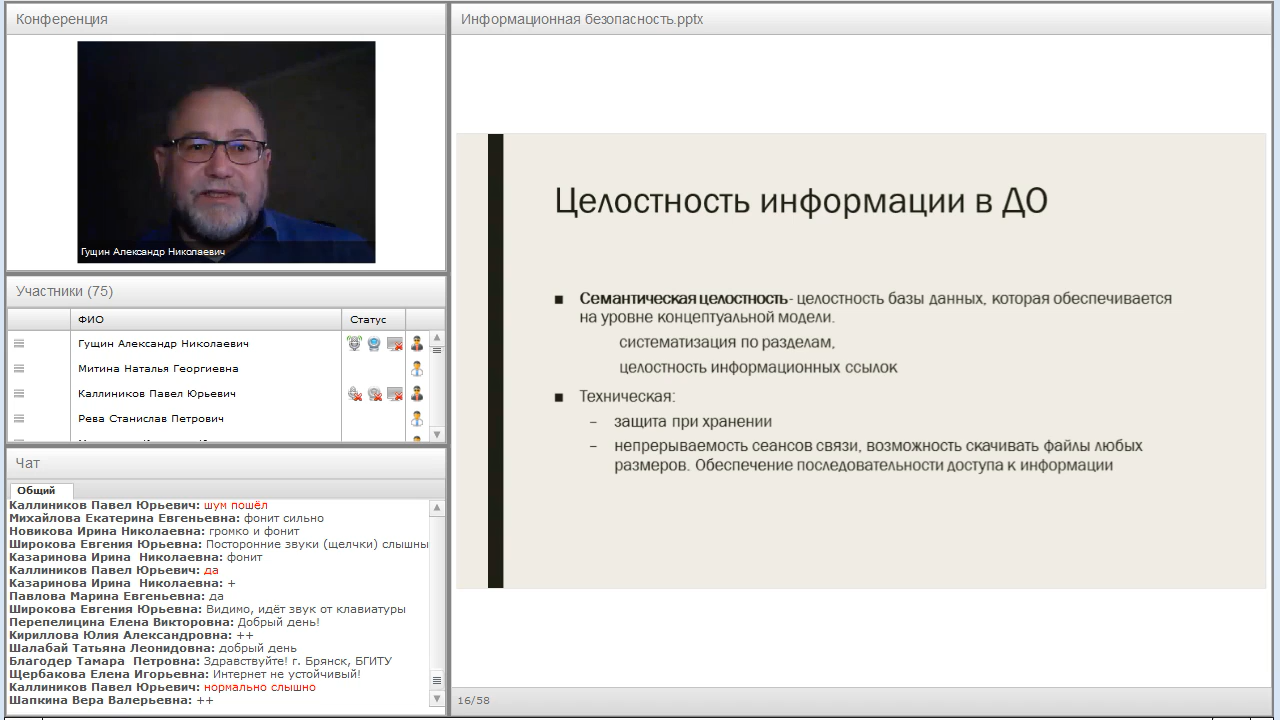 Конференция
Гущин Александр Николаевич
Участники (75)
ФИО Статус
Гущин Александр Николаевич
Митина Наталья Георгиевна
Каллиников Павел Юрьевич
Рева Станислав Петрович
Чат
Общий
Каллиников Павел Юрьевич: шум пошёл
Михайлова Екатерина Евгеньевна: фонит сильно
Новикова Ирина Николаевна: громко и фонит
Широкова Евгения Юрьевна: Посторонние звуки (щелчки) слышны
Казаринова Ирина Николаевна: фонит
Каллиников Павел Юрьевич: да
Казаринова Ирина Николаевна: +
Павлова Марина Евгеньевна: да
Широкова Евгения Юрьевна: Видимо, идёт звук от клавиатуры
Перепелицина Елена Викторовна: Добрый день!
Кириллова Юлия Александровна: ++
Шалабай Татьяна Леонидовна: добрый день
Благодер Тамара Петровна: Здравствуйте! г. Брянск, БГИТУ
Щербакова Елена Игорьевна: Интернет не устойчивый!
Каллиников Павел Юрьевич: нормально слышно
Шапкина Вера Валерьевна: ++
Информационная безопасность.pptx
Целостность информации в ДО
■ Семантическая целостность- целостность базы данных, которая обеспечивается
на уровне концептуальной модели.
систематизация по разделам,
целостность информационных ссылок
■ Техническая:
– защита при хранении
– непрерываемость сеансов связи, возможность скачивать файлы любых
размеров. Обеспечение последовательности доступа к информации
16/58